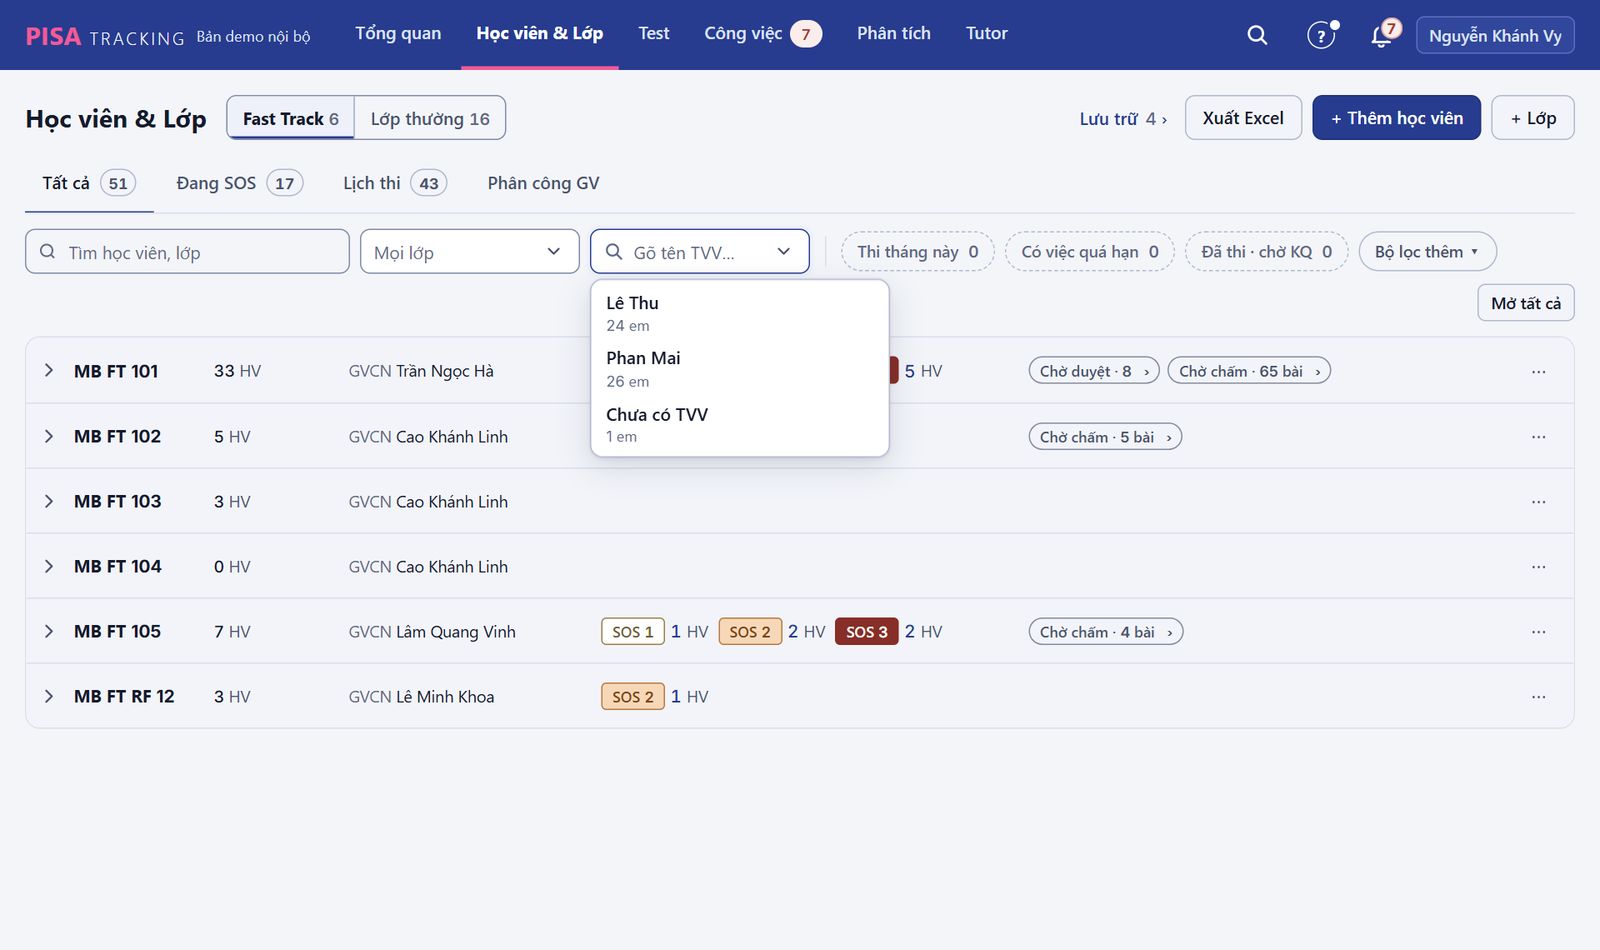 PISA TRACKING Bản demo nội bộ Tổng quan Học viên & Lớp Test Công việc 7 Phân tích Tutor ? 7 Nguyễn Khánh Vy
Học viên & Lớp Fast Track 6 Lớp thường 16 Lưu trữ 4 › Xuất Excel + Thêm học viên + Lớp
Tất cả 51 Đang SOS 17 Lịch thi 43 Phân công GV
Tìm học viên, lớp Mọi lớp Gõ tên TVV... Thi tháng này 0 Có việc quá hạn 0 Đã thi · chờ KQ 0 Bộ lọc thêm ▾
Mở tất cả
Lê Thu
24 em
Phan Mai
26 em
Chưa có TVV
1 em
MB FT 101 33 HV GVCN Trần Ngọc Hà 5 HV Chờ duyệt · 8 › Chờ chấm · 65 bài › ...
MB FT 102 5 HV GVCN Cao Khánh Linh Chờ chấm · 5 bài › ...
MB FT 103 3 HV GVCN Cao Khánh Linh ...
MB FT 104 0 HV GVCN Cao Khánh Linh ...
MB FT 105 7 HV GVCN Lâm Quang Vinh SOS 1 1 HV SOS 2 2 HV SOS 3 2 HV Chờ chấm · 4 bài › ...
MB FT RF 12 3 HV GVCN Lê Minh Khoa SOS 2 1 HV ...